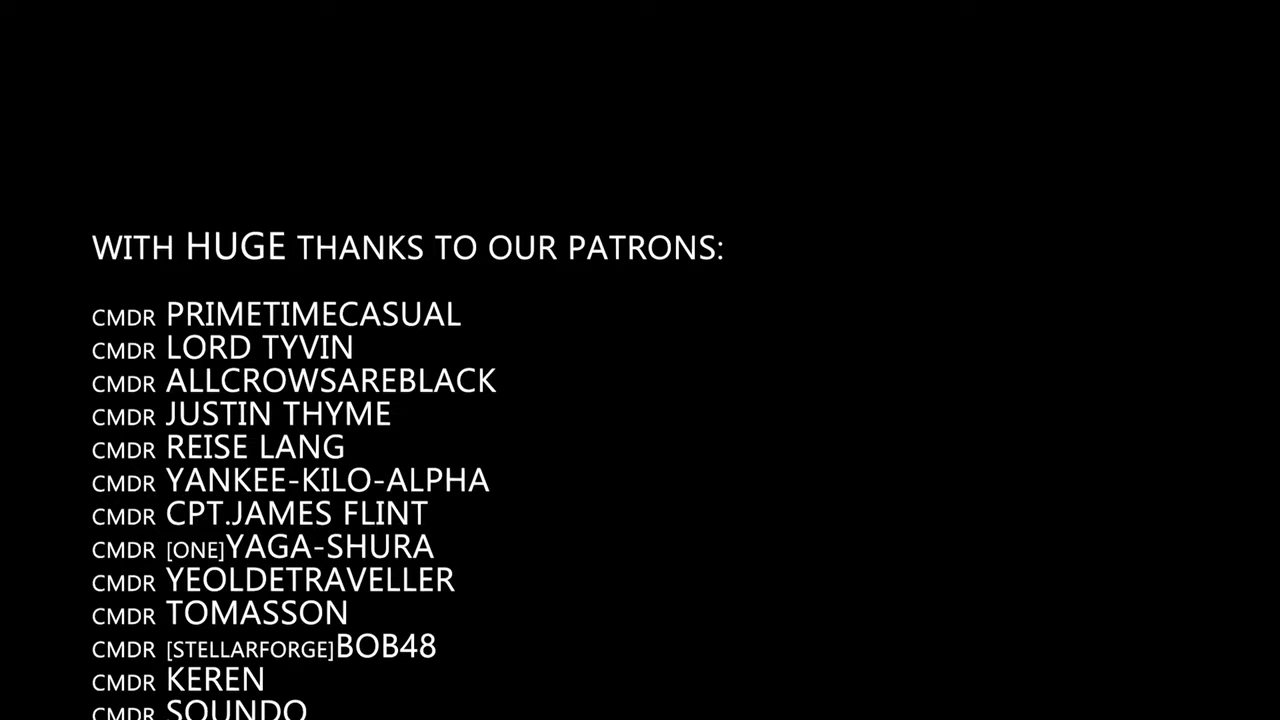 WITH HUGE THANKS TO OUR PATRONS:
CMDR PRIMETIMECASUAL
CMDR LORD TYVIN
CMDR ALLCROWSAREBLACK
CMDR JUSTIN THYME
CMDR REISE LANG
CMDR YANKEE-KILO-ALPHA
CMDR CPT.JAMES FLINT
CMDR [ONE]YAGA-SHURA
CMDR YEOLDETRAVELLER
CMDR TOMASSON
CMDR [STELLARFORGE]BOB48
CMDR KEREN
CMDR SOUNDO